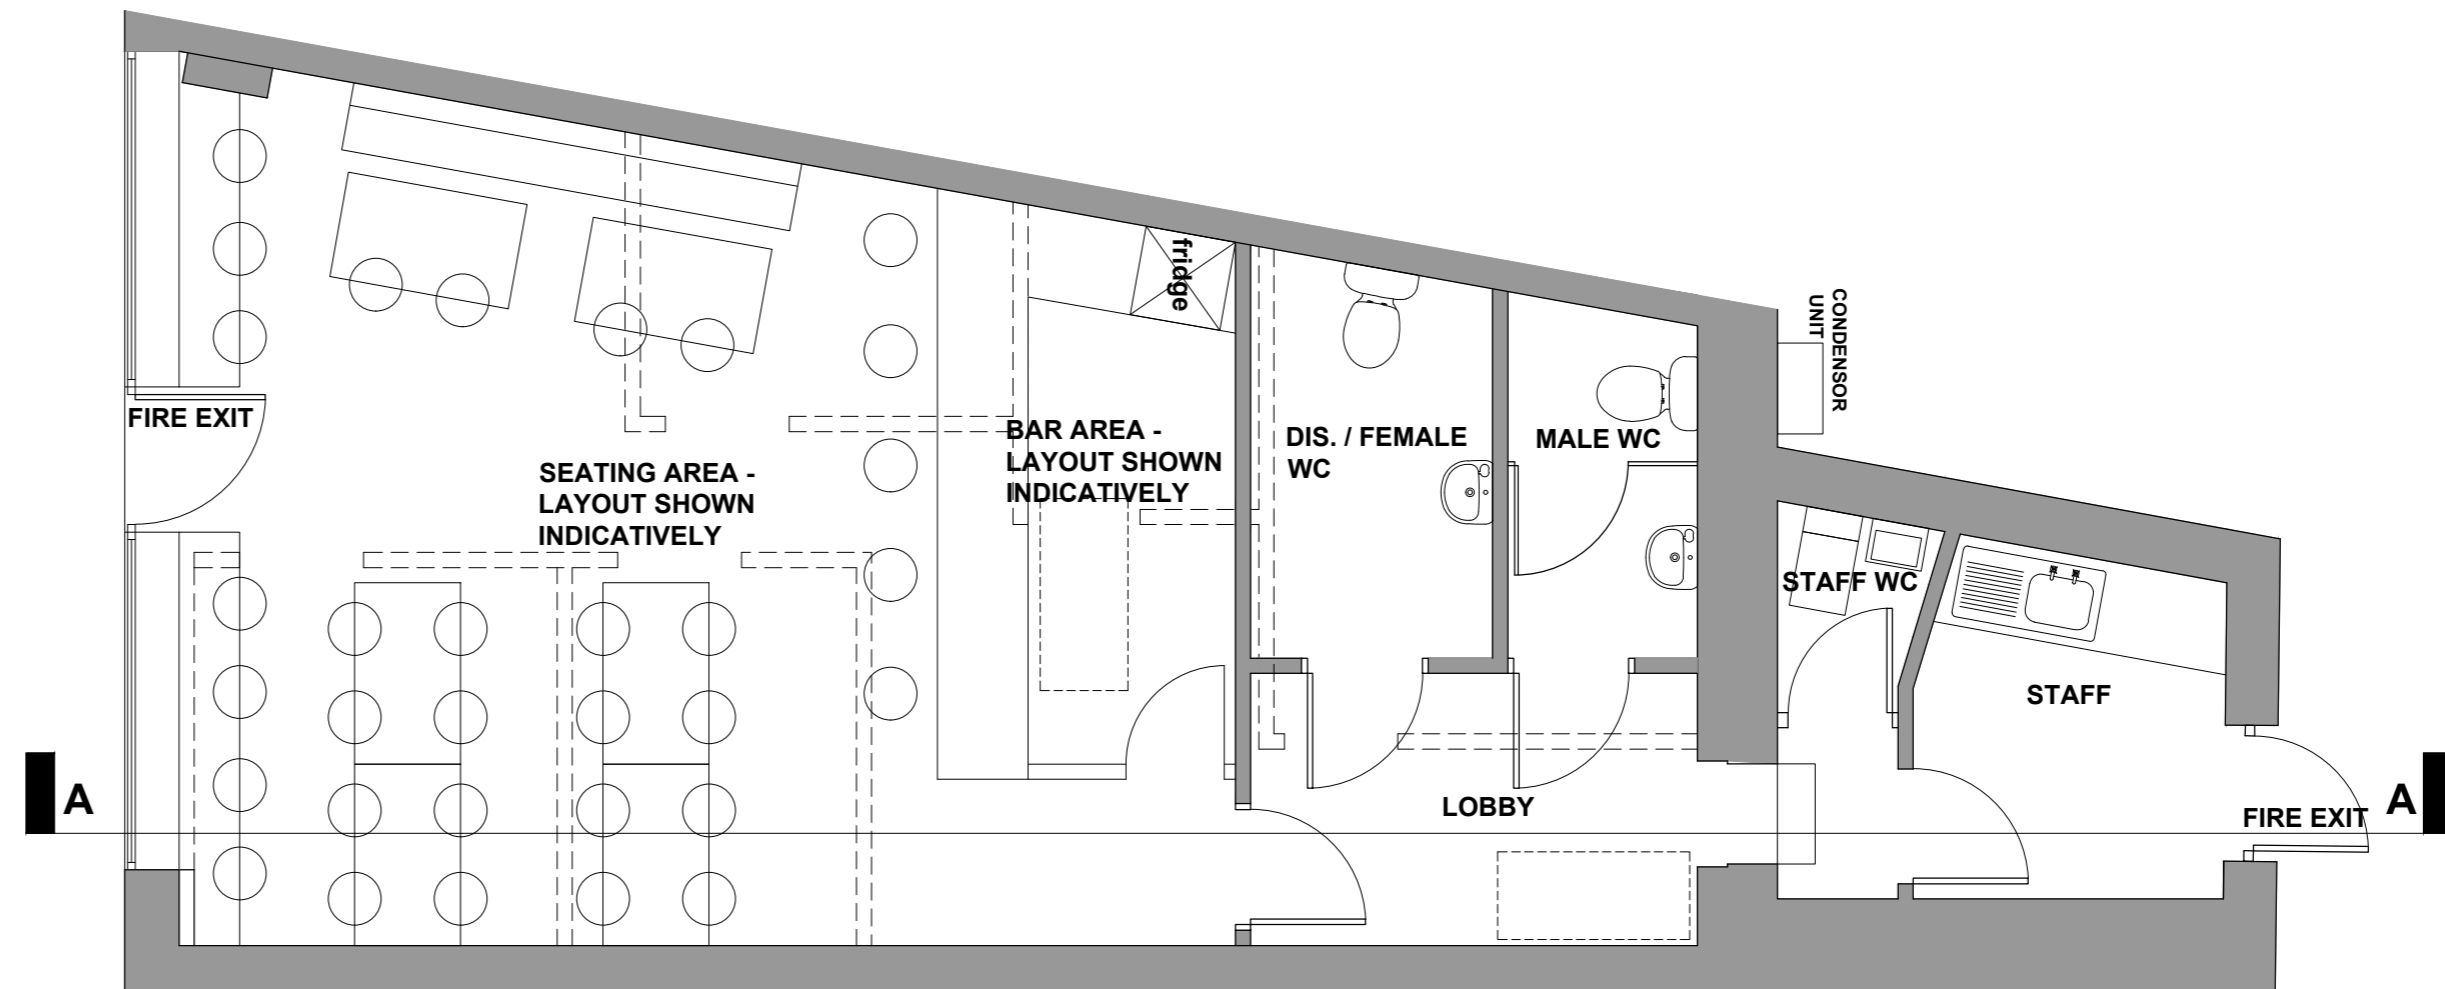 fridge
CONDENSOR
UNIT
FIRE EXIT
SEATING AREA -
LAYOUT SHOWN
INDICATIVELY
BAR AREA -
LAYOUT SHOWN
INDICATIVELY
DIS. / FEMALE
WC
MALE WC
STAFF WC
STAFF
A
LOBBY
FIRE EXIT
A